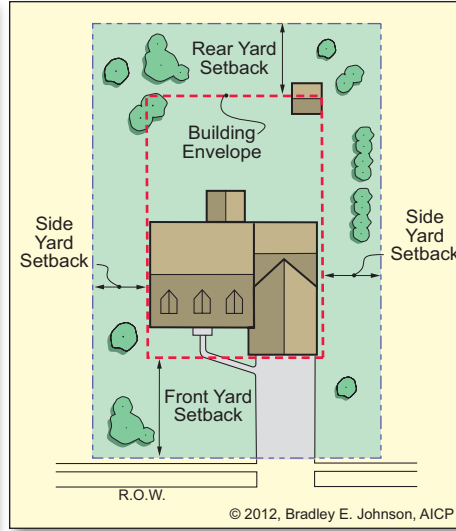 Rear Yard
Setback
Building
Envelope
Side
Yard
Setback
Side
Yard
Setback
Front Yard
Setback
R.O.W.
© 2012, Bradley E. Johnson, AICP